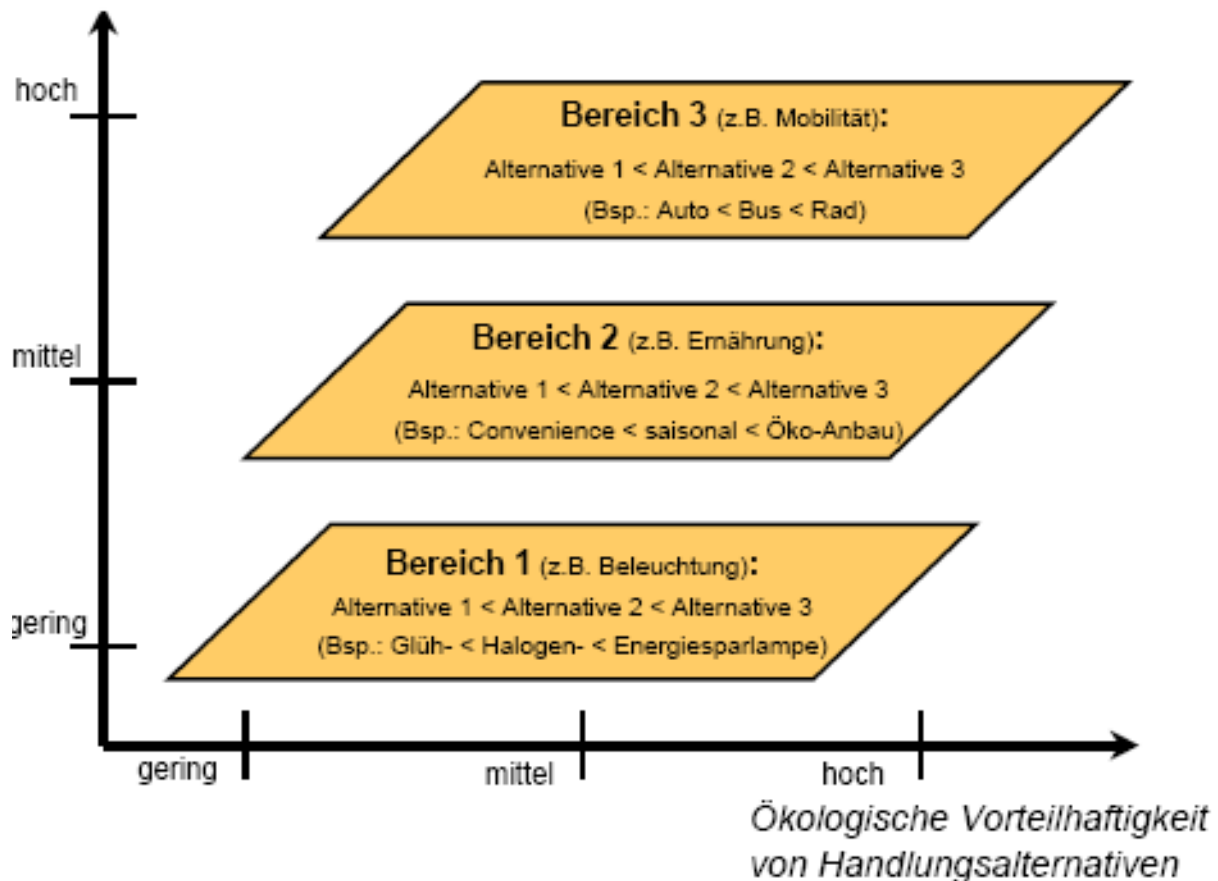 hoch
Bereich 3 (z.B. Mobilität):
Alternative 1 < Alternative 2 < Alternative 3
(Bsp.: Auto < Bus < Rad)
mittel
Bereich 2 (z.B. Ernährung):
Alternative 1 < Alternative 2 < Alternative 3
(Bsp.: Convenience < saisonal < Öko-Anbau)
gering
Bereich 1 (z.B. Beleuchtung):
Alternative 1 < Alternative 2 < Alternative 3
(Bsp.: Glüh- < Halogen- < Energiesparlampe)
gering mittel hoch
Ökologische Vorteilhaftigkeit
von Handlungsalternativen